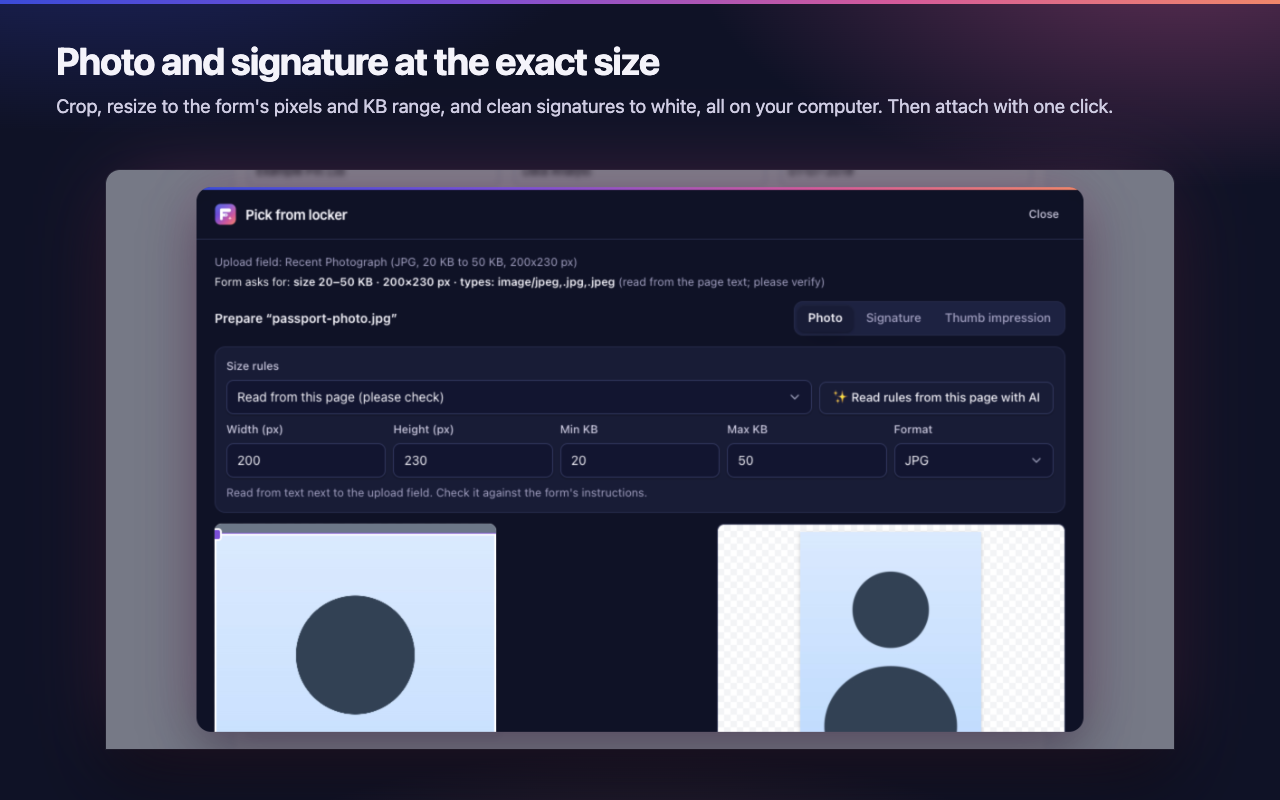 Photo and signature at the exact size
Crop, resize to the form's pixels and KB range, and clean signatures to white, all on your computer. Then attach with one click.
F.
Pick from locker
Close
Upload field: Recent Photograph (JPG, 20 KB to 50 KB, 200x230 px)
Form asks for: size 20–50 KB · 200×230 px · types: image/jpeg,.jpg,.jpeg (read from the page text; please verify)
Prepare “passport-photo.jpg”
Photo Signature Thumb impression
Size rules
Read from this page (please check)
✨ Read rules from this page with AI
Width (px) Height (px) Min KB Max KB Format
200 230 20 50 JPG
Read from text next to the upload field. Check it against the form's instructions.